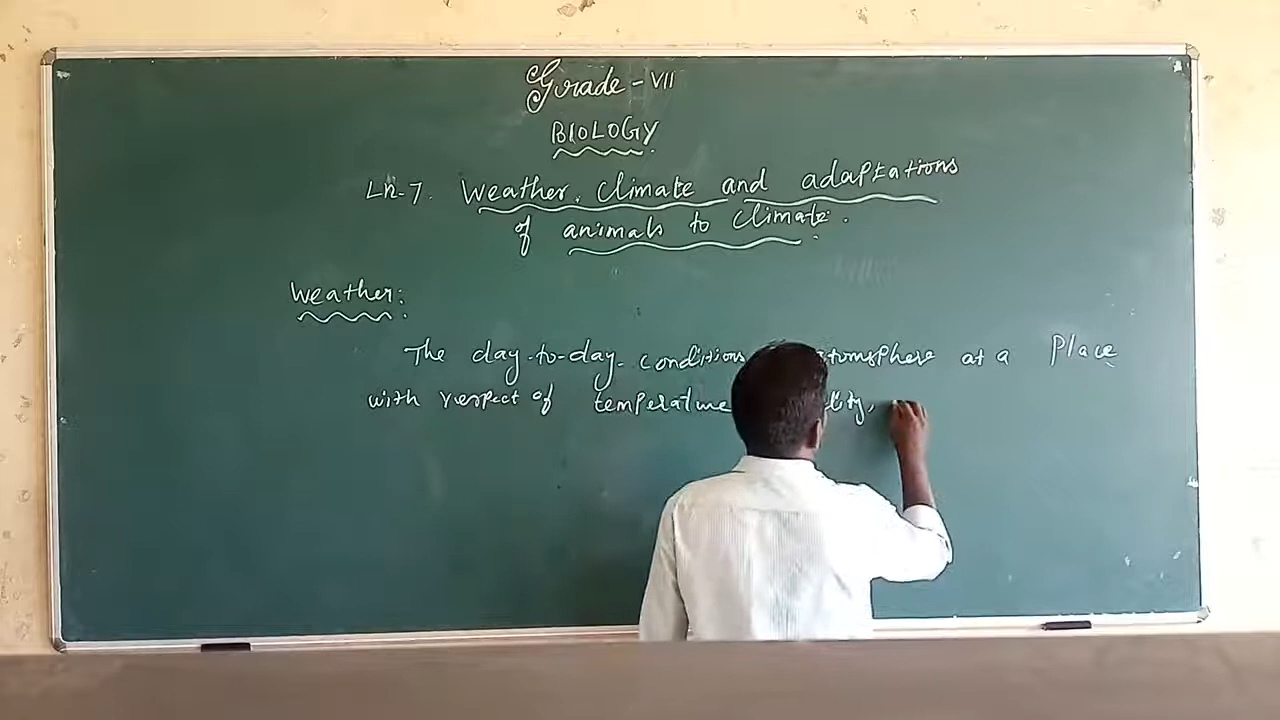 Grade - VII
BIOLOGY
Ln-7. Weather, Climate and adaptations
of animals to climate.
Weather:
The day-to-day conditions atmosphere at a place
with respect of temperature